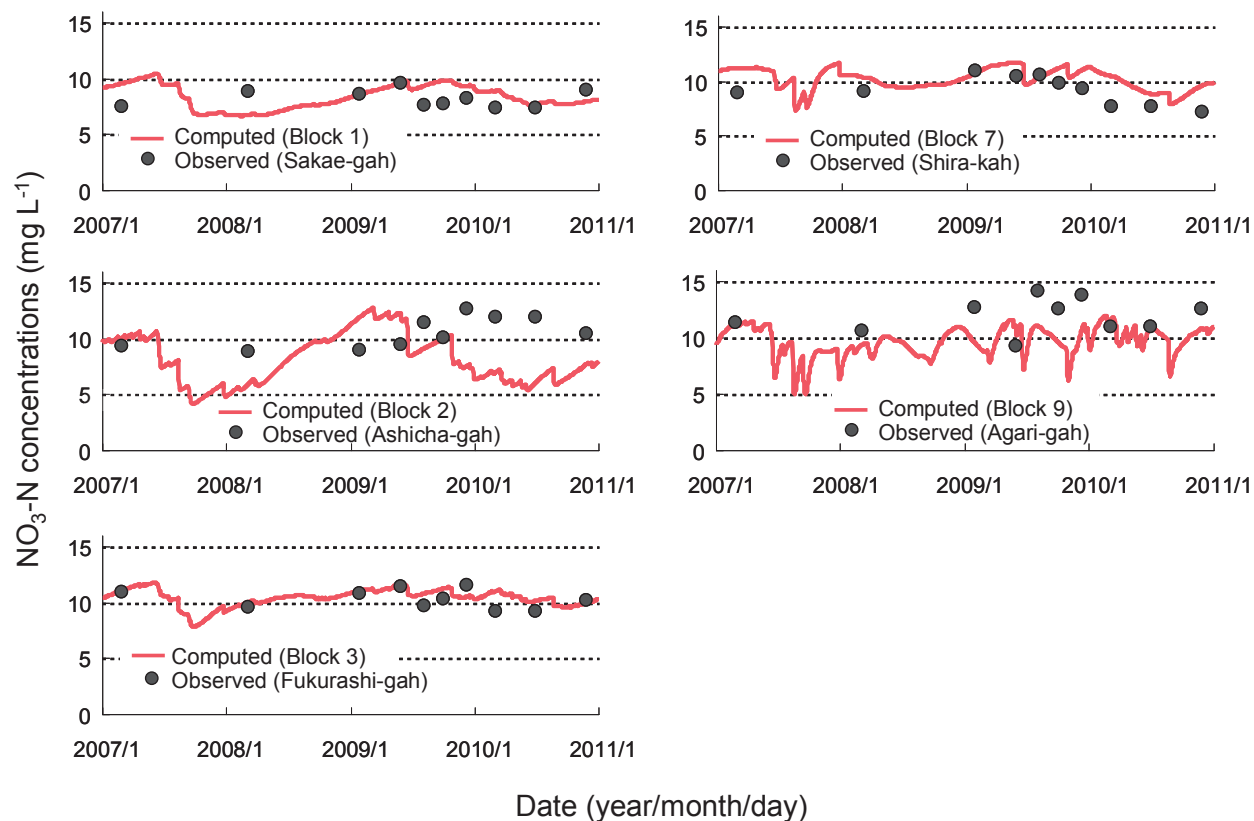 NO₃-N concentrations (mg L⁻¹)
15
10
5
0
Computed (Block 1)
Observed (Sakae-gah)
2007/1 2008/1 2009/1 2010/1 2011/1
15
10
5
0
Computed (Block 7)
Observed (Shira-kah)
2007/1 2008/1 2009/1 2010/1 2011/1
15
10
5
0
Computed (Block 2)
Observed (Ashicha-gah)
2007/1 2008/1 2009/1 2010/1 2011/1
15
10
5
0
Computed (Block 9)
Observed (Agari-gah)
2007/1 2008/1 2009/1 2010/1 2011/1
15
10
5
0
Computed (Block 3)
Observed (Fukurashi-gah)
2007/1 2008/1 2009/1 2010/1 2011/1
Date (year/month/day)